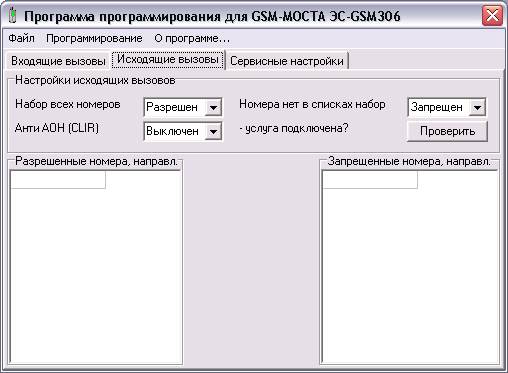 Программа программирования для GSM-МОСТА ЭС-GSM306
Файл Программирование О программе...
Входящие вызовы Исходящие вызовы Сервисные настройки
Настройки исходящих вызовов
Набор всех номеров Разрешен Номера нет в списках набор Запрещен
Анти АОН (CLIR) Выключен - услуга подключена? Проверить
Разрешенные номера, направл. Запрещенные номера, направл.